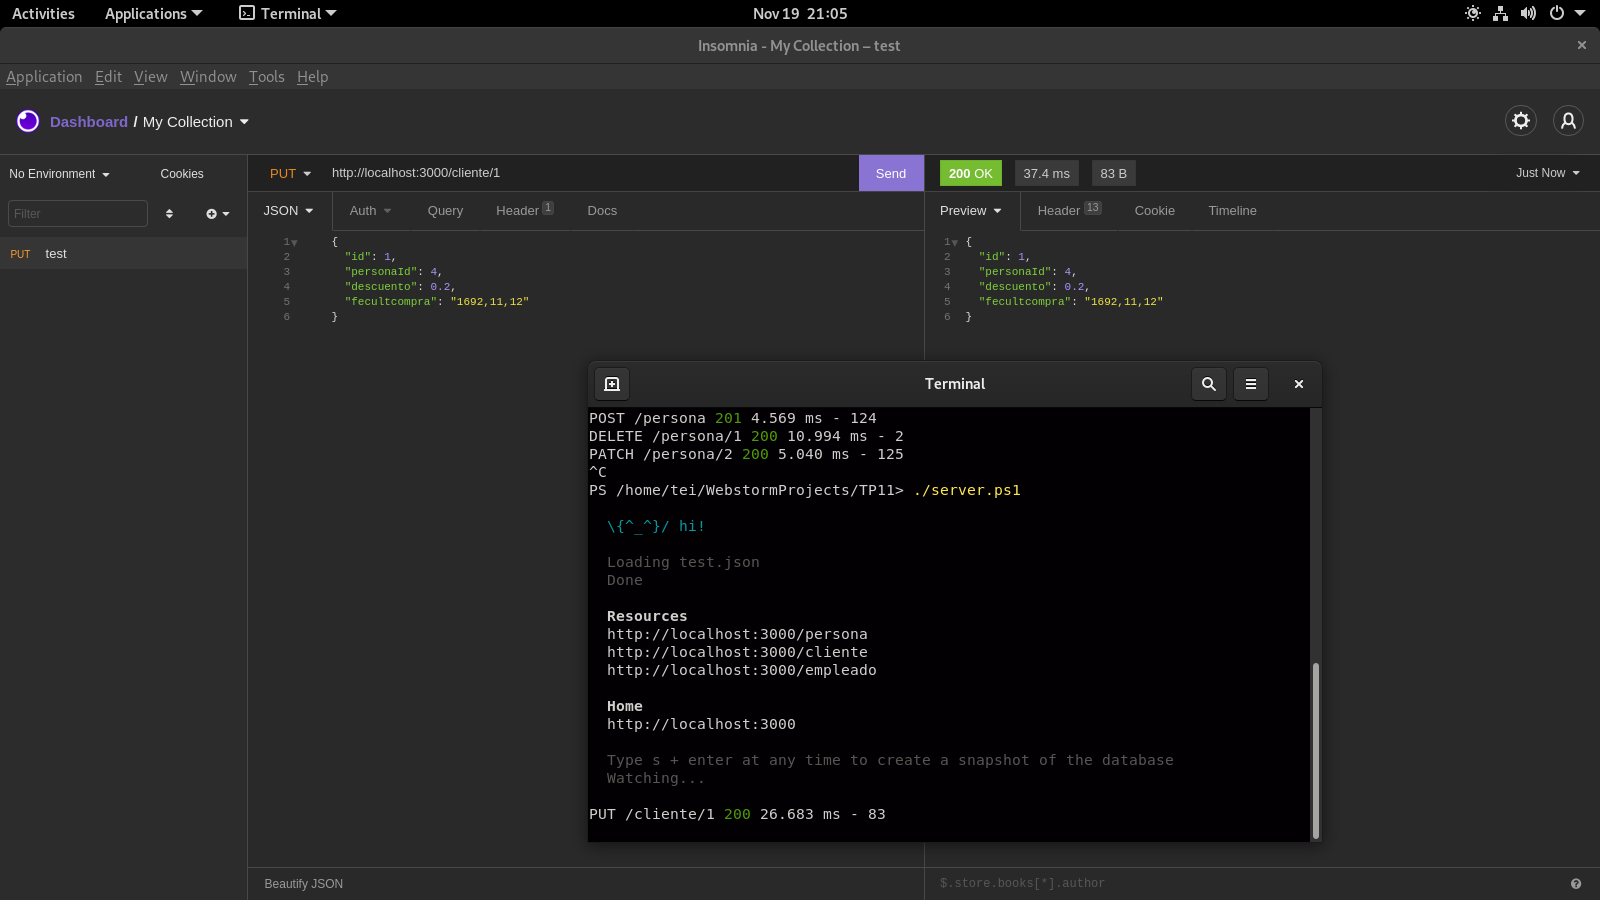 Activities Applications Terminal Nov 19 21:05
Insomnia - My Collection – test
Application Edit View Window Tools Help
Dashboard / My Collection
No Environment Cookies
PUT http://localhost:3000/cliente/1 Send
200 OK 37.4 ms 83 B Just Now
Filter
JSON Auth Query Header 1 Docs
Preview Header 13 Cookie Timeline
PUT test
1 {
2 "id": 1,
3 "personaId": 4,
4 "descuento": 0.2,
5 "fecultcompra": "1692,11,12"
6 }
1 {
2 "id": 1,
3 "personaId": 4,
4 "descuento": 0.2,
5 "fecultcompra": "1692,11,12"
6 }
Terminal
POST /persona 201 4.569 ms - 124
DELETE /persona/1 200 10.994 ms - 2
PATCH /persona/2 200 5.040 ms - 125
^C
PS /home/tei/WebstormProjects/TP11> ./server.ps1
\{^_^}/ hi!
Loading test.json
Done
Resources
http://localhost:3000/persona
http://localhost:3000/cliente
http://localhost:3000/empleado
Home
http://localhost:3000
Type s + enter at any time to create a snapshot of the database
Watching...
PUT /cliente/1 200 26.683 ms - 83
Beautify JSON
$.store.books[*].author